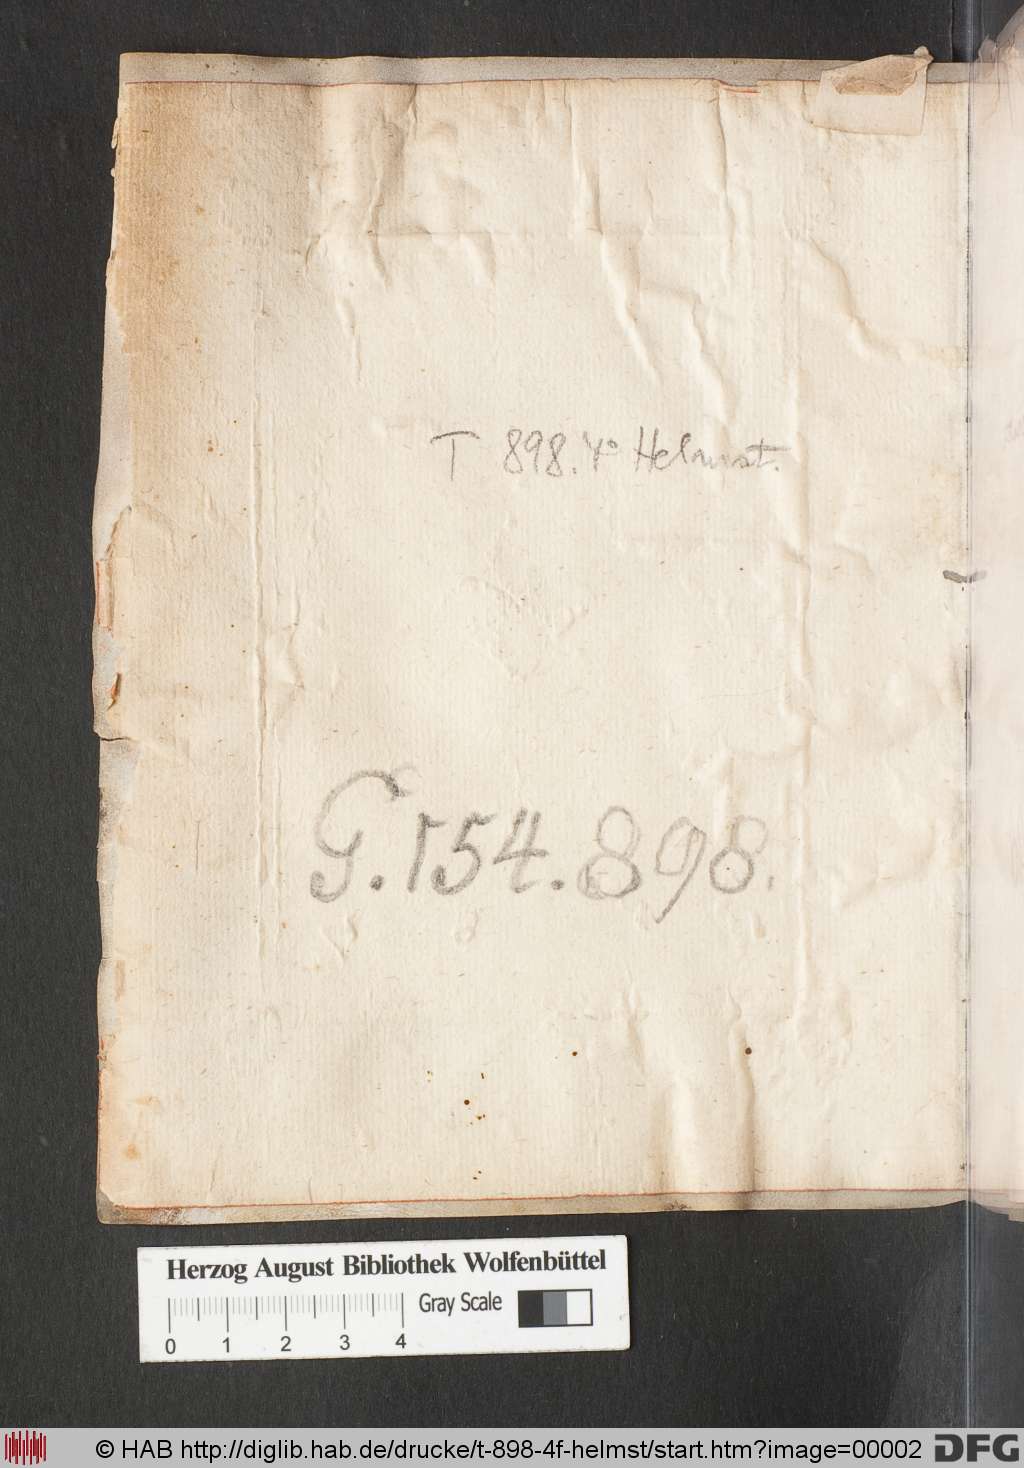 T 898. 4° Helmst.
G. 154. 898.
Herzog August Bibliothek Wolfenbüttel
Gray Scale
0 1 2 3 4
© HAB http://diglib.hab.de/drucke/t-898-4f-helmst/start.htm?image=00002
DFG